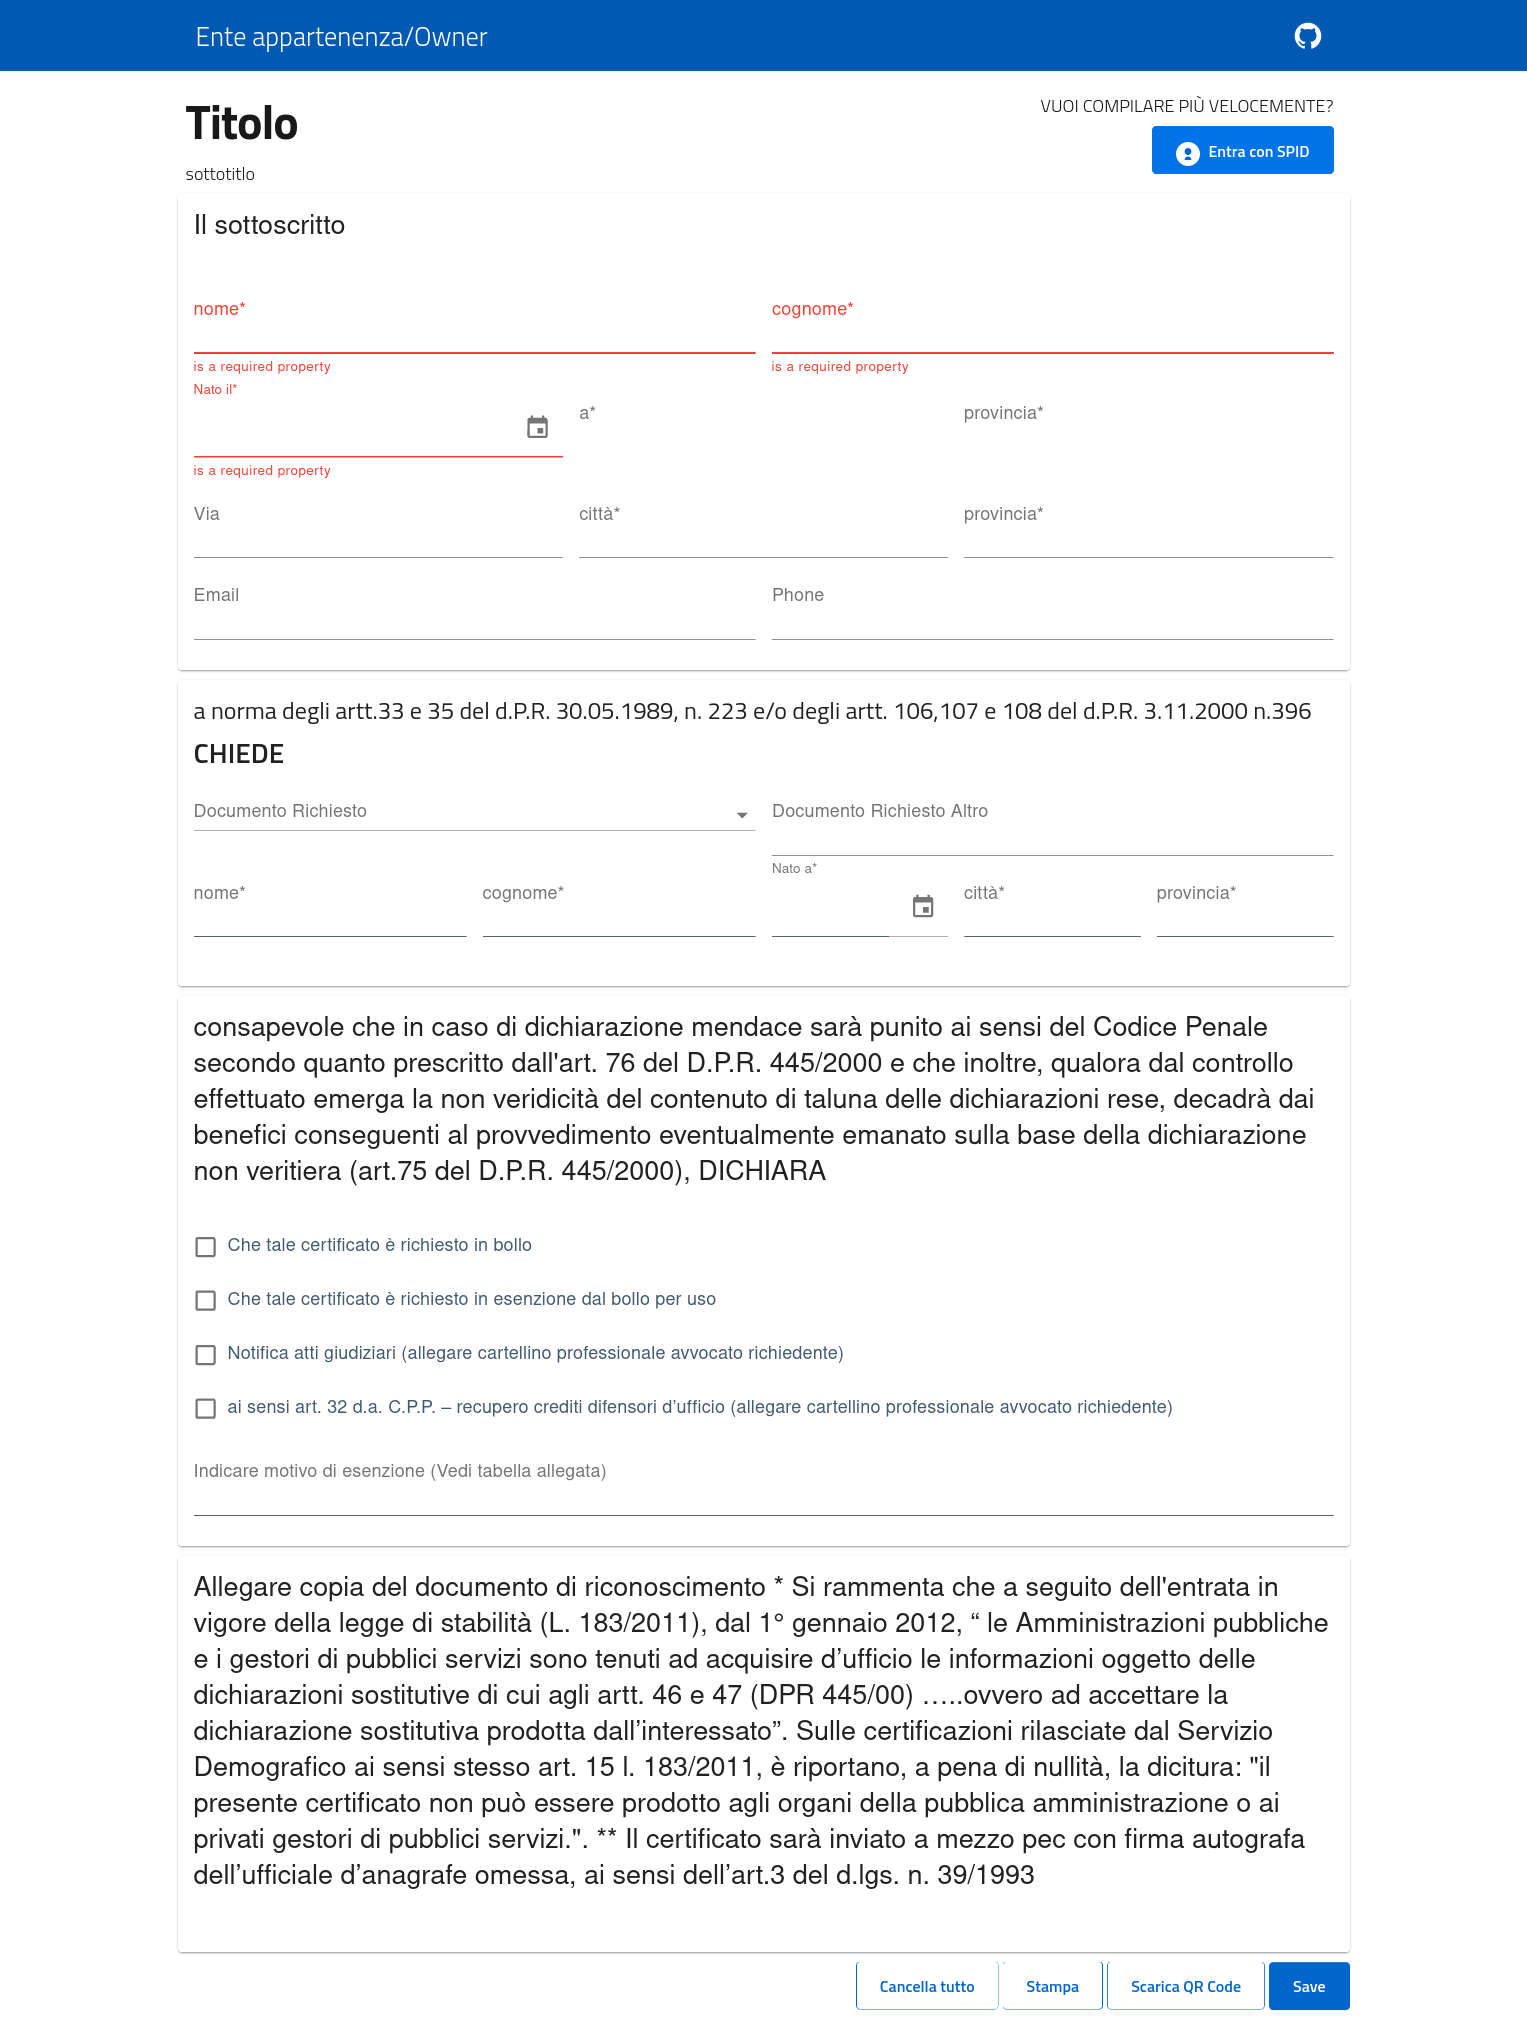 Ente appartenenza/Owner
Titolo
sottotitlo
VUOI COMPILARE PIÙ VELOCEMENTE?
Entra con SPID
Il sottoscritto
nome*
cognome*
is a required property
is a required property
Nato il*
a*
provincia*
is a required property
Via
città*
provincia*
Email
Phone
a norma degli artt.33 e 35 del d.P.R. 30.05.1989, n. 223 e/o degli artt. 106,107 e 108 del d.P.R. 3.11.2000 n.396
CHIEDE
Documento Richiesto
Documento Richiesto Altro
nome*
cognome*
Nato a*
città*
provincia*
consapevole che in caso di dichiarazione mendace sarà punito ai sensi del Codice Penale
secondo quanto prescritto dall'art. 76 del D.P.R. 445/2000 e che inoltre, qualora dal controllo
effettuato emerga la non veridicità del contenuto di taluna delle dichiarazioni rese, decadrà dai
benefici conseguenti al provvedimento eventualmente emanato sulla base della dichiarazione
non veritiera (art.75 del D.P.R. 445/2000), DICHIARA
Che tale certificato è richiesto in bollo
Che tale certificato è richiesto in esenzione dal bollo per uso
Notifica atti giudiziari (allegare cartellino professionale avvocato richiedente)
ai sensi art. 32 d.a. C.P.P. – recupero crediti difensori d’ufficio (allegare cartellino professionale avvocato richiedente)
Indicare motivo di esenzione (Vedi tabella allegata)
Allegare copia del documento di riconoscimento * Si rammenta che a seguito dell'entrata in
vigore della legge di stabilità (L. 183/2011), dal 1° gennaio 2012, “ le Amministrazioni pubbliche
e i gestori di pubblici servizi sono tenuti ad acquisire d’ufficio le informazioni oggetto delle
dichiarazioni sostitutive di cui agli artt. 46 e 47 (DPR 445/00) …..ovvero ad accettare la
dichiarazione sostitutiva prodotta dall’interessato”. Sulle certificazioni rilasciate dal Servizio
Demografico ai sensi stesso art. 15 l. 183/2011, è riportano, a pena di nullità, la dicitura: "il
presente certificato non può essere prodotto agli organi della pubblica amministrazione o ai
privati gestori di pubblici servizi.". ** Il certificato sarà inviato a mezzo pec con firma autografa
dell’ufficiale d’anagrafe omessa, ai sensi dell’art.3 del d.lgs. n. 39/1993
Cancella tutto
Stampa
Scarica QR Code
Save